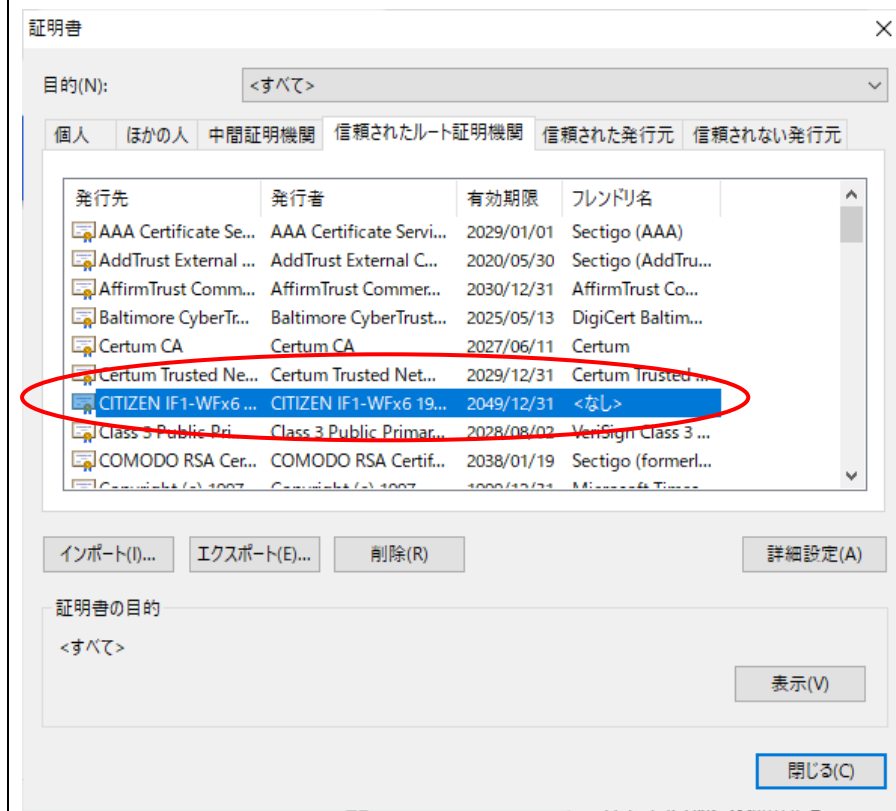 証明書
目的(N): <すべて>
個人 ほかの人 中間証明機関 信頼されたルート証明機関 信頼された発行元 信頼されない発行元
発行先 発行者 有効期限 フレンドリ名
AAA Certificate Se... AAA Certificate Servi... 2029/01/01 Sectigo (AAA)
AddTrust External ... AddTrust External C... 2020/05/30 Sectigo (AddTru...
AffirmTrust Comm... AffirmTrust Commer... 2030/12/31 AffirmTrust Co...
Baltimore CyberTr... Baltimore CyberTrust... 2025/05/13 DigiCert Baltim...
Certum CA Certum CA 2027/06/11 Certum
Certum Trusted Ne... Certum Trusted Net... 2029/12/31 Certum Trusted ...
CITIZEN IF1-WFx6 ... CITIZEN IF1-WFx6 19... 2049/12/31 <なし>
Class 3 Public Pri... Class 3 Public Primar... 2028/08/02 VeriSign Class 3 ...
COMODO RSA Cer... COMODO RSA Certif... 2038/01/19 Sectigo (formerl...
Copyright (c) 1997 Copyright (c) 1997 1999/12/31 Microsoft Times
インポート(I)... エクスポート(E)... 削除(R) 詳細設定(A)
証明書の目的
<すべて>
表示(V)
閉じる(C)